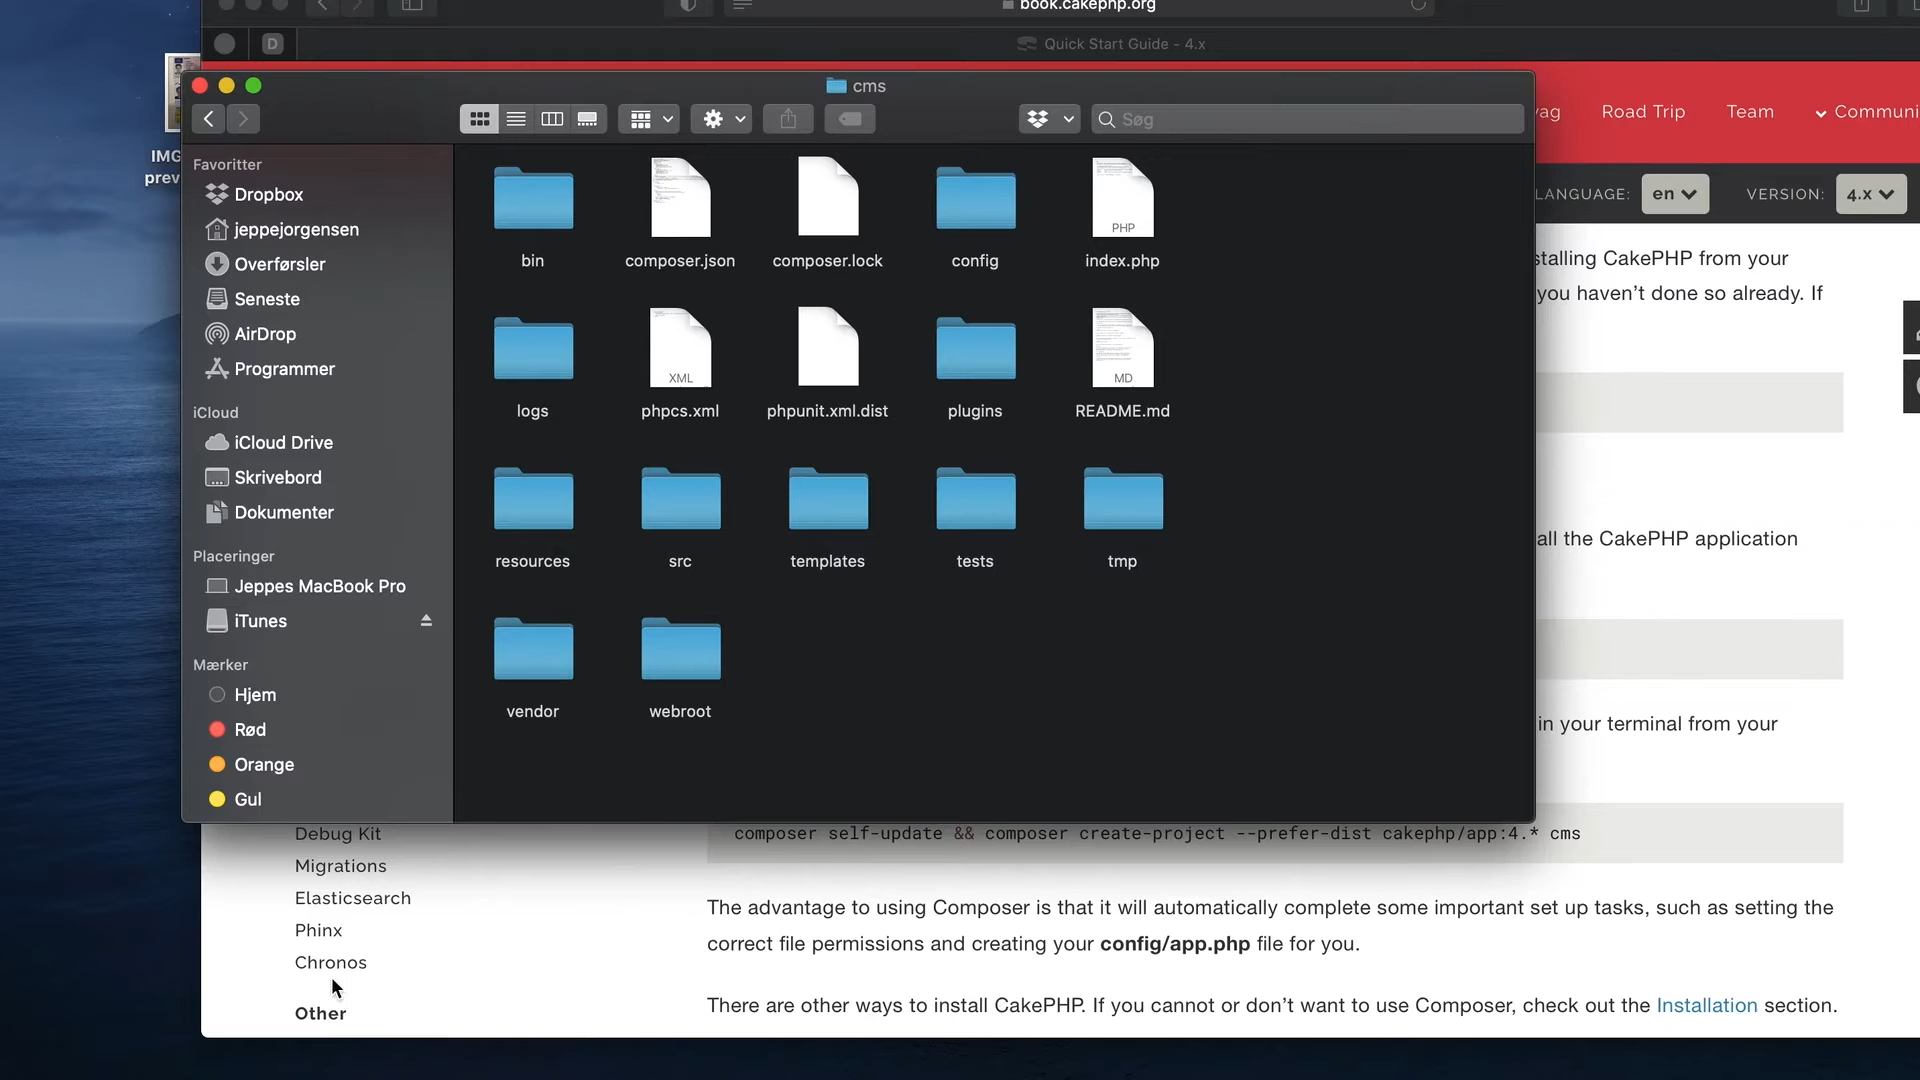 book.cakephp.org
D
Quick Start Guide - 4.x
cms
Søg
Road Trip
Team
LANGUAGE:
en
VERSION:
4.x
IMG
prev
Favoritter
Dropbox
jeppejorgensen
Overførsler
Seneste
AirDrop
Programmer
iCloud
iCloud Drive
Skrivebord
Dokumenter
Placeringer
Jeppes MacBook Pro
iTunes
Mærker
Hjem
Rød
Orange
Gul
bin
composer.json
composer.lock
config
PHP
index.php
logs
XML
phpcs.xml
phpunit.xml.dist
plugins
MD
README.md
resources
src
templates
tests
tmp
vendor
webroot
stalling CakePHP from your
you haven't done so already. If
all the CakePHP application
in your terminal from your
Debug Kit
Migrations
Elasticsearch
Phinx
Chronos
Other
composer self-update && composer create-project --prefer-dist cakephp/app:4.* cms
The advantage to using Composer is that it will automatically complete some important set up tasks, such as setting the
correct file permissions and creating your config/app.php file for you.
There are other ways to install CakePHP. If you cannot or don't want to use Composer, check out the Installation section.